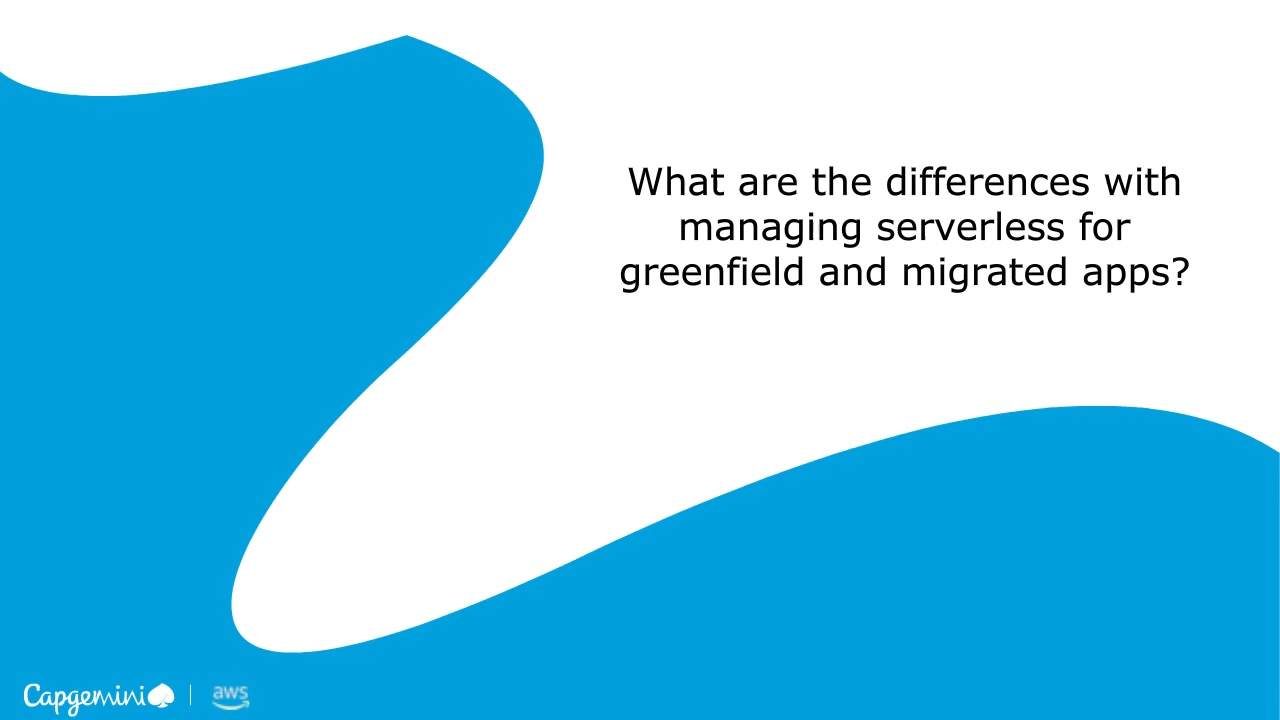 What are the differences with
managing serverless for
greenfield and migrated apps?
Capgemini
aws